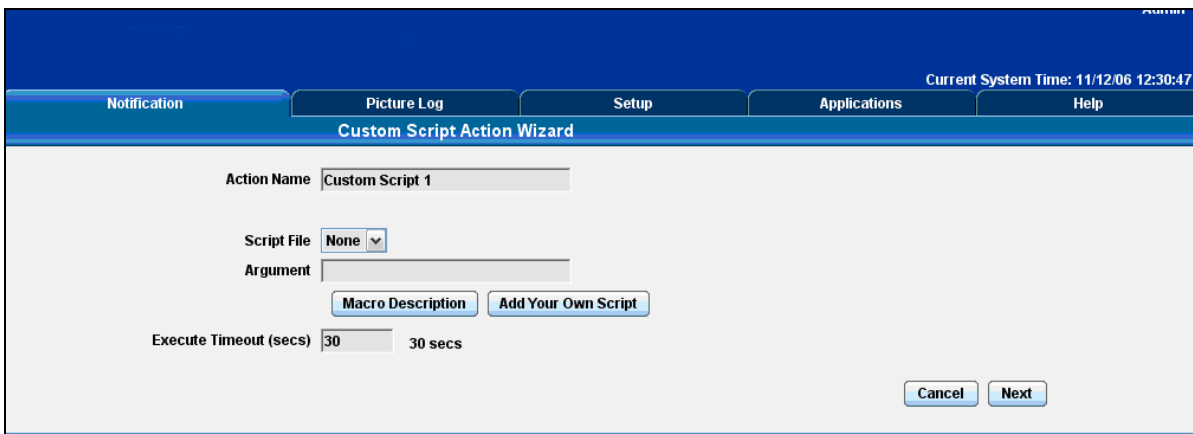 Admin
Current System Time: 11/12/06 12:30:47
Notification Picture Log Setup Applications Help
Custom Script Action Wizard
Action Name Custom Script 1
Script File None
Argument
Macro Description Add Your Own Script
Execute Timeout (secs) 30 30 secs
Cancel Next